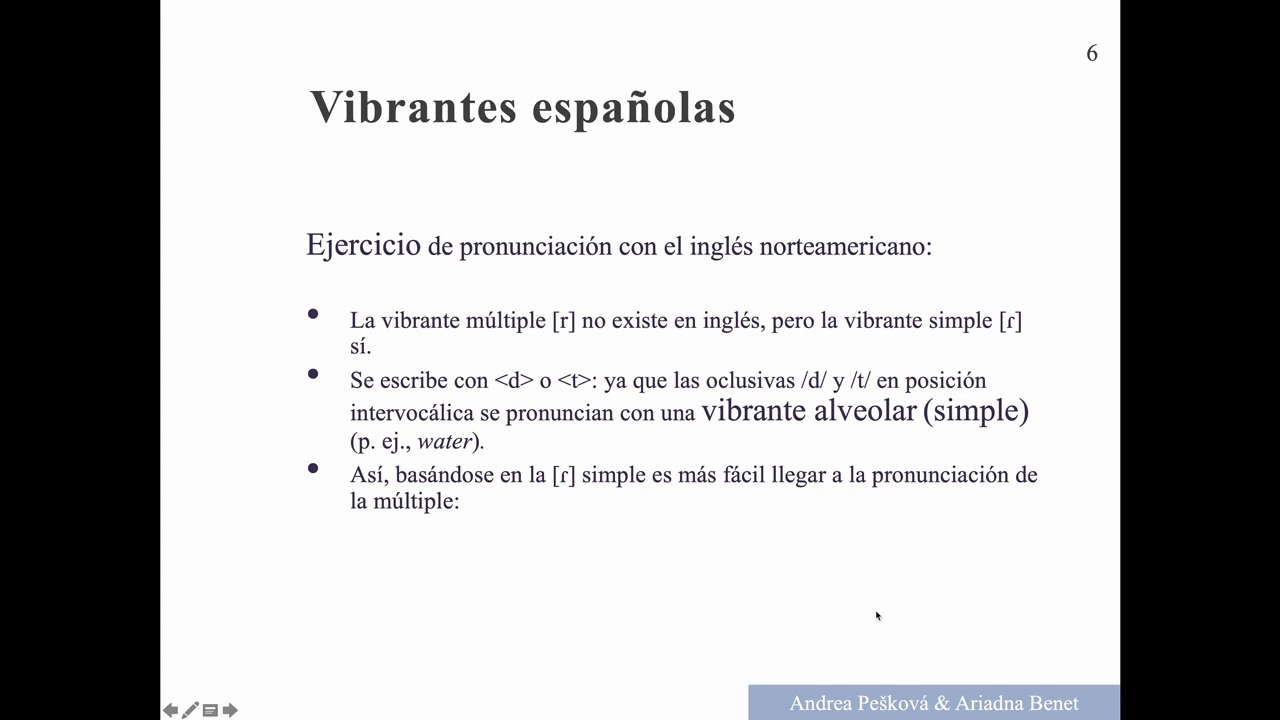 6
Vibrantes españolas
Ejercicio de pronunciación con el inglés norteamericano:
• La vibrante múltiple [r] no existe en inglés, pero la vibrante simple [ɾ]
sí.
• Se escribe con <d> o <t>: ya que las oclusivas /d/ y /t/ en posición
intervocálica se pronuncian con una vibrante alveolar (simple)
(p. ej., water).
• Así, basándose en la [ɾ] simple es más fácil llegar a la pronunciación de
la múltiple:
Andrea Pešková & Ariadna Benet